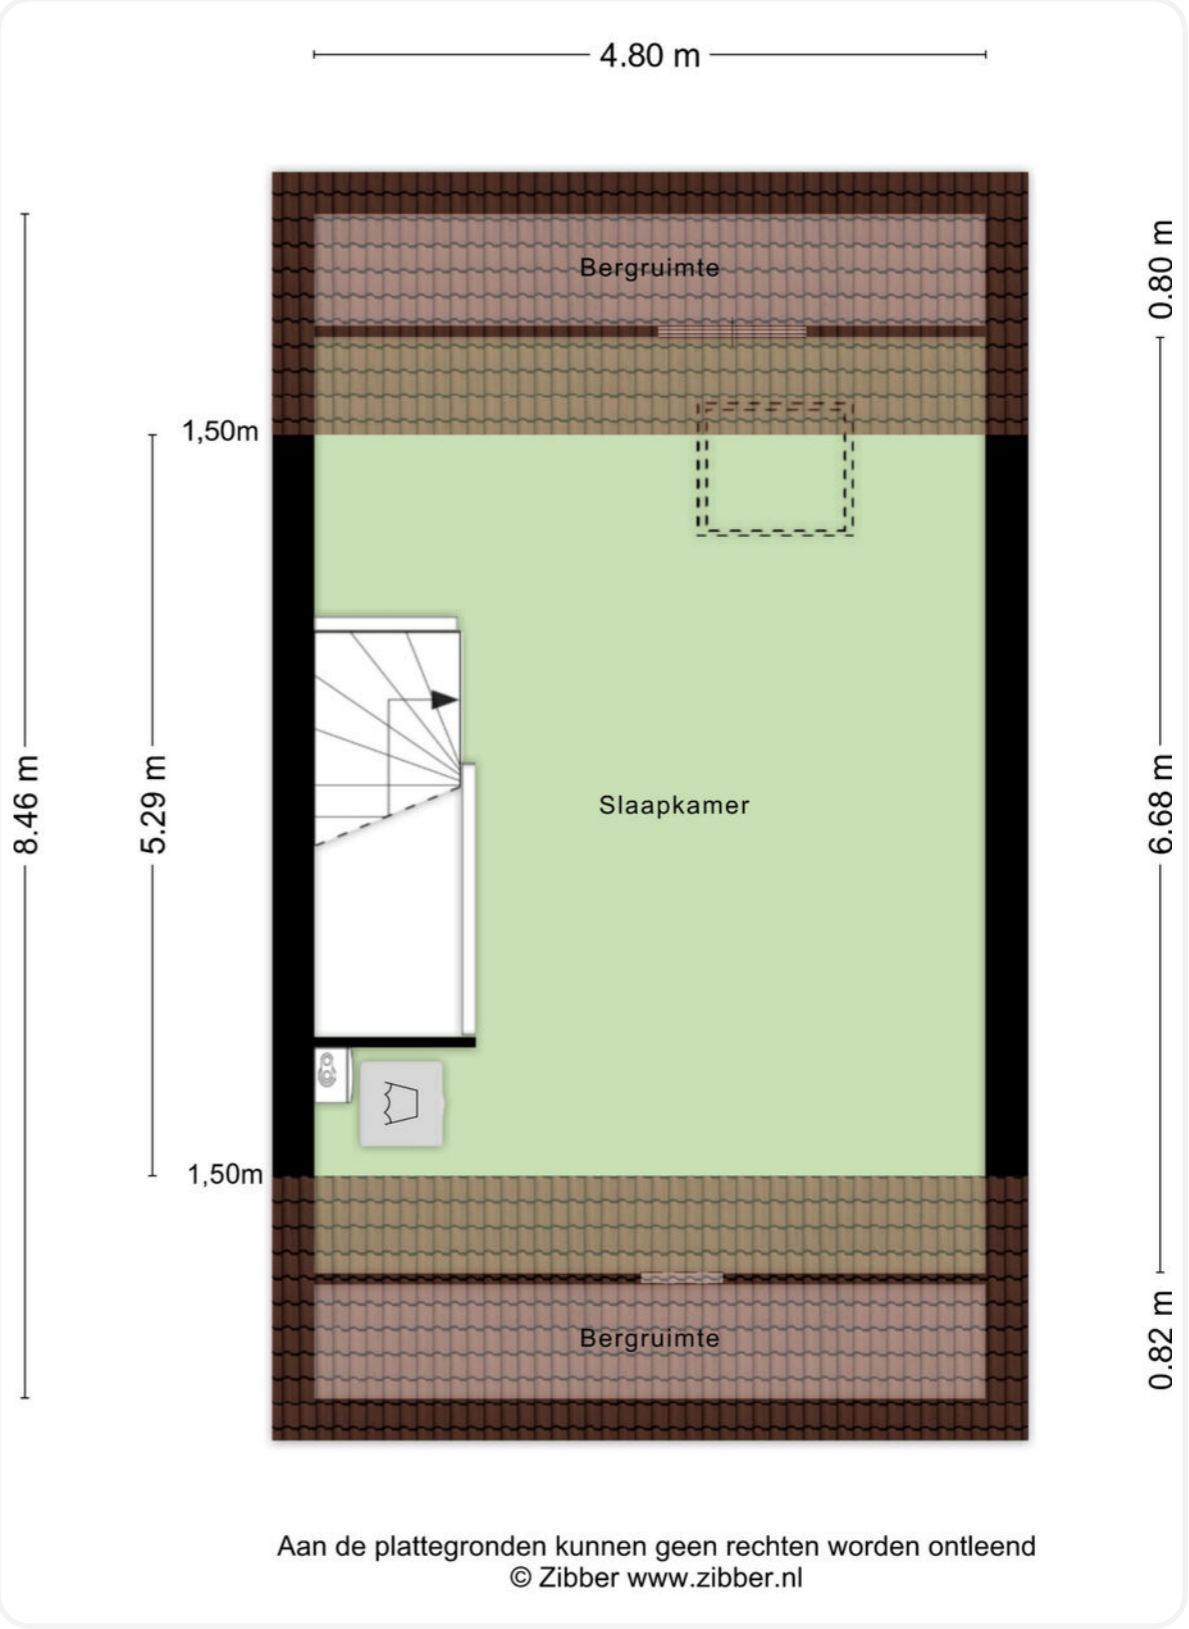 4.80 m
Bergruimte
0.80 m
1,50m
8.46 m
5.29 m
Slaapkamer
6.68 m
1,50m
Bergruimte
0.82 m
Aan de plattegronden kunnen geen rechten worden ontleend
© Zibber www.zibber.nl